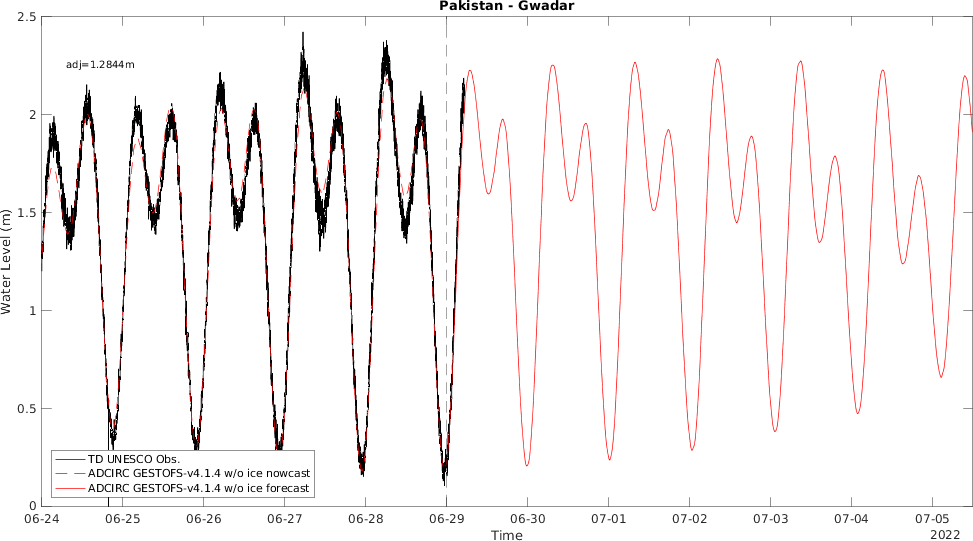 Pakistan - Gwadar
2.5
adj=1.2844m
2
1.5
Water Level (m)
1
0.5
TD UNESCO Obs.
ADCIRC GESTOFS-v4.1.4 w/o ice nowcast
ADCIRC GESTOFS-v4.1.4 w/o ice forecast
0
06-24 06-25 06-26 06-27 06-28 06-29 06-30 07-01 07-02 07-03 07-04 07-05
Time 2022